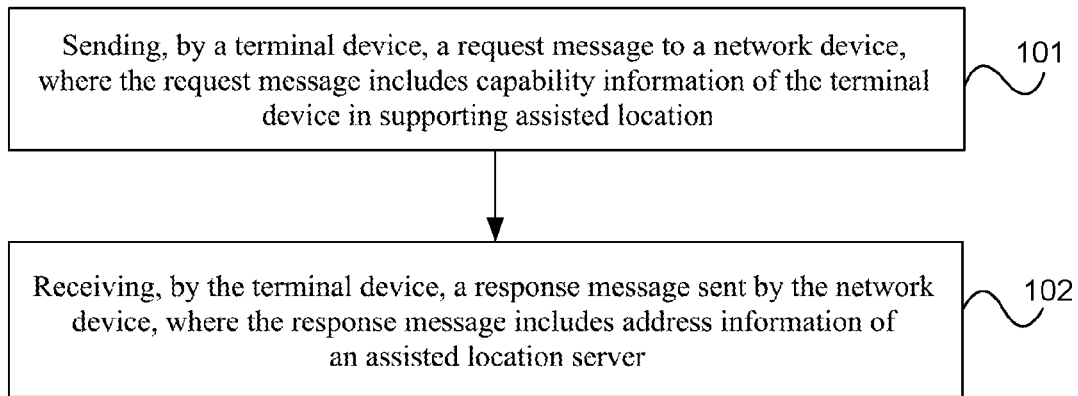 Sending, by a terminal device, a request message to a network device,
where the request message includes capability information of the terminal
device in supporting assisted location
101
Receiving, by the terminal device, a response message sent by the network
device, where the response message includes address information of
an assisted location server
102